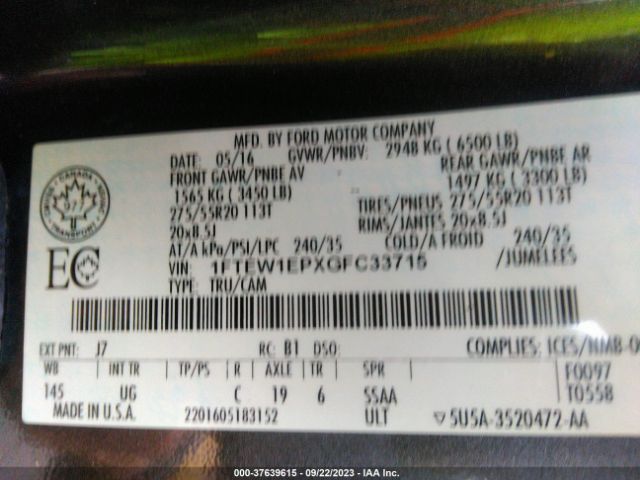 MFD. BY FORD MOTOR COMPANY
DATE: 05/16 GVWR/PNBV: 2948 KG ( 6500 LB)
FRONT GAWR/PNBE AV REAR GAWR/PNBE AR
1565 KG ( 3450 LB) 1497 KG ( 3300 LB)
275/55R20 113T TIRES/PNEUS 275/55R20 113T
20x8.5J RIMS/JANTES 20x8.5J
AT/A kPa/PSI/LPC 240/35 COLD/A FROID 240/35
VIN: 1FTEW1EPXGFC33715 /JUMELEES
TYPE: TRU/CAM
CANADA
TRANSPORT
EC
EXT PNT: J7 RC: B1 DSO: COMPLIES: ICES/NMB-0
WB INT TR TP/PS R AXLE TR SPR F0097
145 UG C 19 6 SSAA T0558
MADE IN U.S.A. 2201605183152 ULT 5U5A-3520472-AA
000-37639615 - 09/22/2023 - IAA Inc.